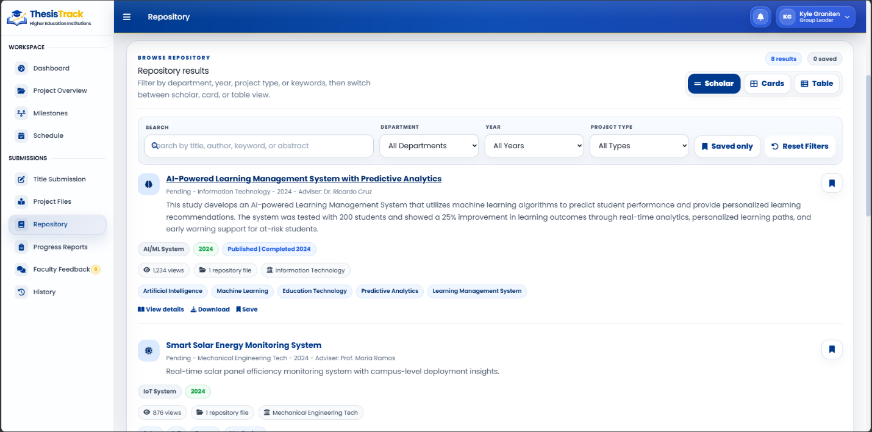 ThesisTrack
Higher Education Institutions
Repository
KG
Kyle Graniten
Group Leader
WORKSPACE
Dashboard
Project Overview
Milestones
Schedule
SUBMISSIONS
Title Submission
Project Files
Repository
Progress Reports
Faculty Feedback
History
BROWSE REPOSITORY
8 results
0 saved
Repository results
Filter by department, year, project type, or keywords, then switch
between scholar, card, or table view.
Scholar
Cards
Table
SEARCH
DEPARTMENT
YEAR
PROJECT TYPE
Search by title, author, keyword, or abstract
All Departments
All Years
All Types
Saved only
Reset Filters
AI-Powered Learning Management System with Predictive Analytics
Pending - Information Technology - 2024 - Adviser: Dr. Ricardo Cruz
This study develops an AI-powered Learning Management System that utilizes machine learning algorithms to predict student performance and provide personalized learning
recommendations. The system was tested with 200 students and showed a 25% improvement in learning outcomes through real-time analytics, personalized learning paths, and
early warning support for at-risk students.
AI/ML System
2024
Published | Completed 2024
1,234 views
1 repository file
Information Technology
Artificial Intelligence
Machine Learning
Education Technology
Predictive Analytics
Learning Management System
View details
Download
Save
Smart Solar Energy Monitoring System
Pending - Mechanical Engineering Tech - 2024 - Adviser: Prof. Maria Ramos
Real-time solar panel efficiency monitoring system with campus-level deployment insights.
IoT System
2024
876 views
1 repository file
Mechanical Engineering Tech